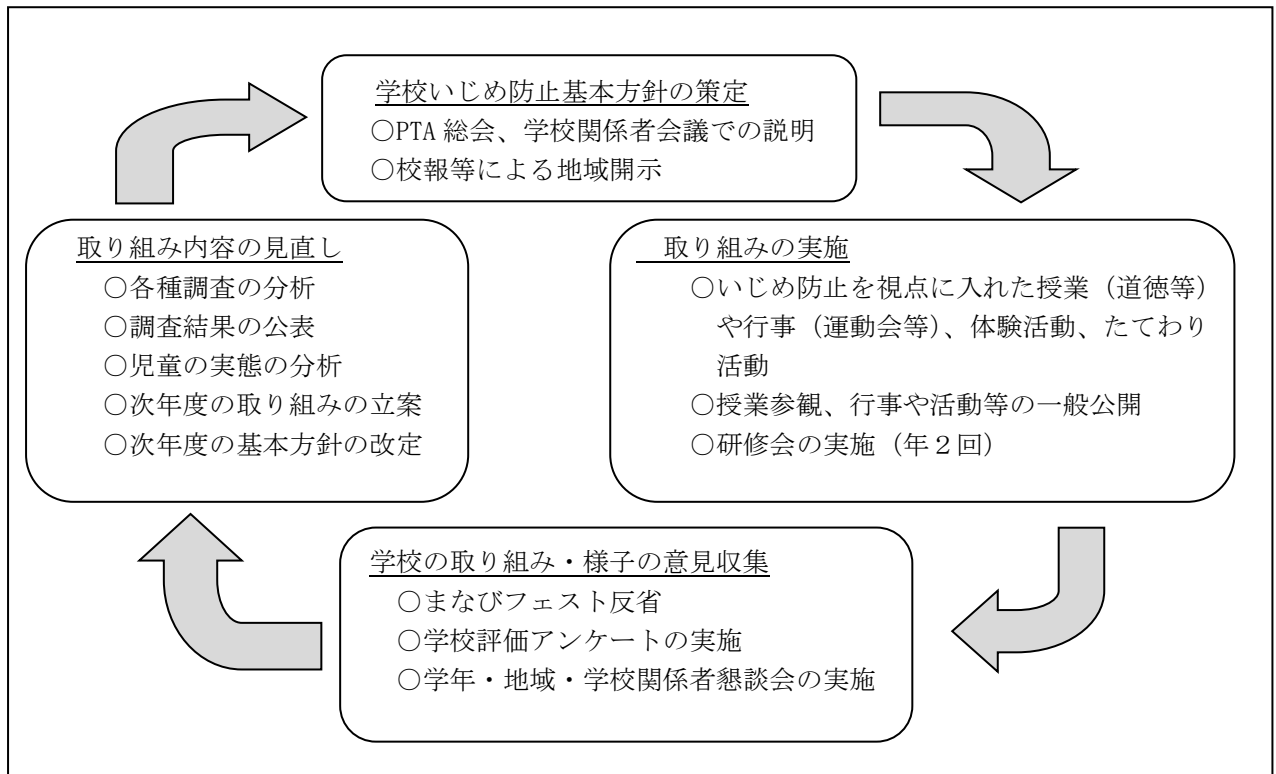 学校いじめ防止基本方針の策定
○PTA 総会、学校関係者会議での説明
○校報等による地域開示
取り組み内容の見直し
○各種調査の分析
○調査結果の公表
○児童の実態の分析
○次年度の取り組みの立案
○次年度の基本方針の改定
取り組みの実施
○いじめ防止を視点に入れた授業（道徳等）
や行事（運動会等）、体験活動、たてわり
活動
○授業参観、行事や活動等の一般公開
○研修会の実施（年２回）
学校の取り組み・様子の意見収集
○まなびフェスト反省
○学校評価アンケートの実施
○学年・地域・学校関係者懇談会の実施